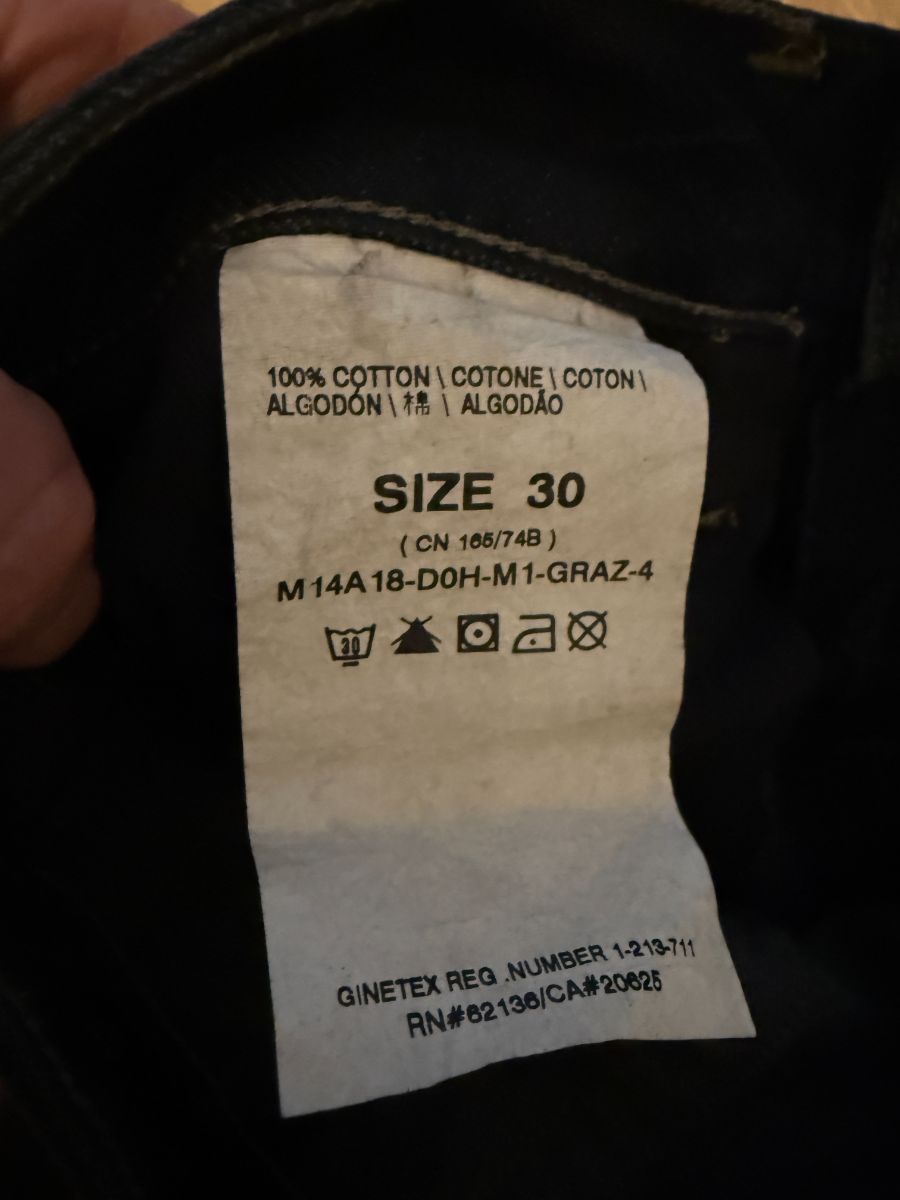 100% COTTON \ COTONE \ COTON \
ALGODÓN \ 棉 \ ALGODÃO
SIZE 30
( CN 165/74B )
M14A18-D0H-M1-GRAZ-4
30
GINETEX REG .NUMBER 1-213-711
RN#62136/CA#20625